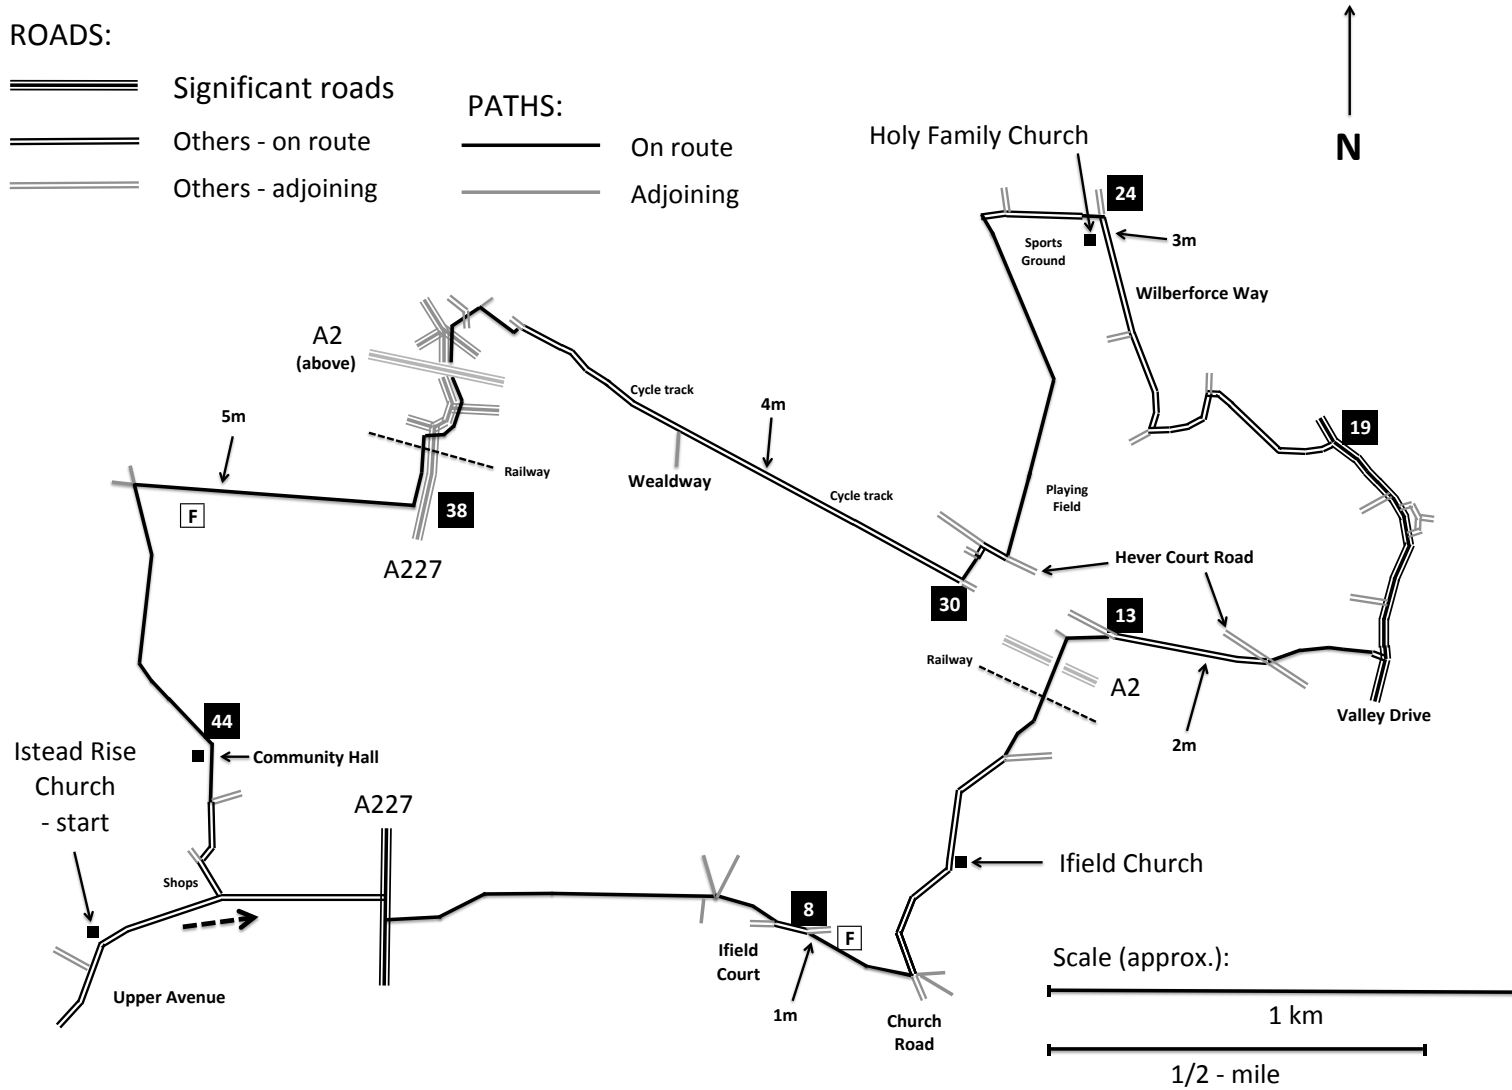 ROADS:
Significant roads
Others - on route
Others - adjoining
PATHS:
On route
Adjoining
N
Holy Family Church
24
3m
Sports
Ground
Wilberforce Way
A2
(above)
Cycle track
4m
5m
19
Railway
Wealdway
Cycle track
Playing
Field
F
38
A227
Hever Court Road
30
13
Railway
A2
Valley Drive
2m
44
Community Hall
Istead Rise
Church
- start
A227
Ifield Church
Shops
8
F
Ifield
Court
Upper Avenue
1m
Church
Road
Scale (approx.):
1 km
1/2 - mile